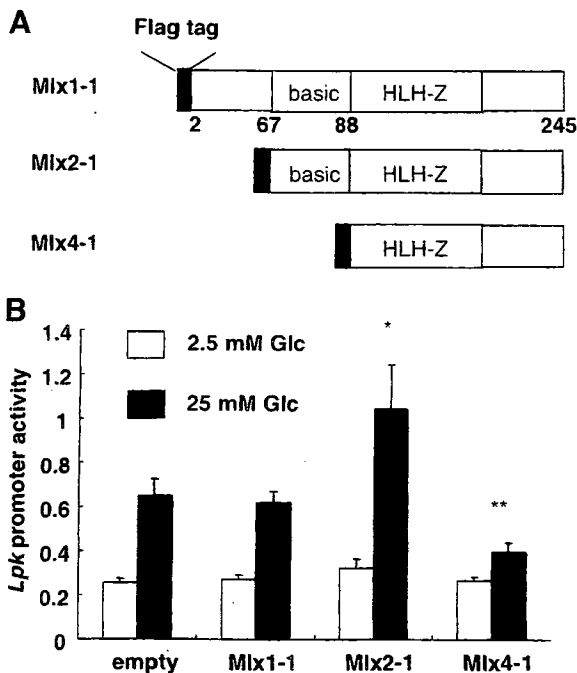 A
Flag tag
Mlx1-1
basic
HLH-Z
2
67
88
245
Mlx2-1
basic
HLH-Z
Mlx4-1
HLH-Z
B
1.4
1.2
1
0.8
0.6
0.4
0.2
0
Lpk promoter activity
2.5 mM Glc
25 mM Glc
*
**
empty
Mlx1-1
Mlx2-1
Mlx4-1